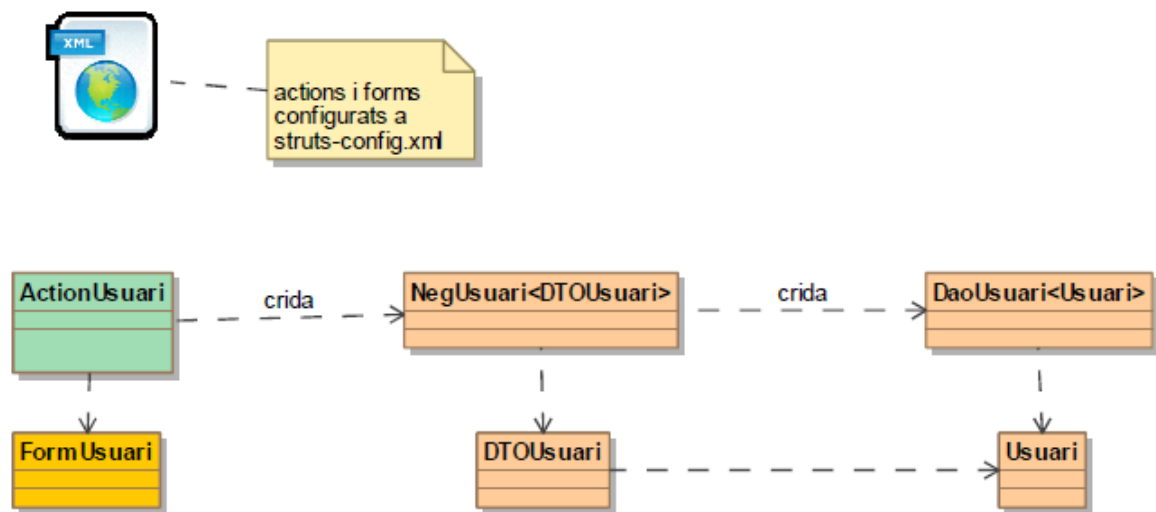 XML
actions i forms
configurats a
struts-config.xml
ActionUsuari
crida
NegUsuari<DTOUsuari>
crida
DaoUsuari<Usuari>
FormUsuari
DTOUsuari
Usuari